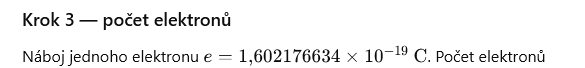 Krok 3 — počet elektronů
Náboj jednoho elektronu e = 1,602176634 × 10⁻¹⁹ C. Počet elektronů